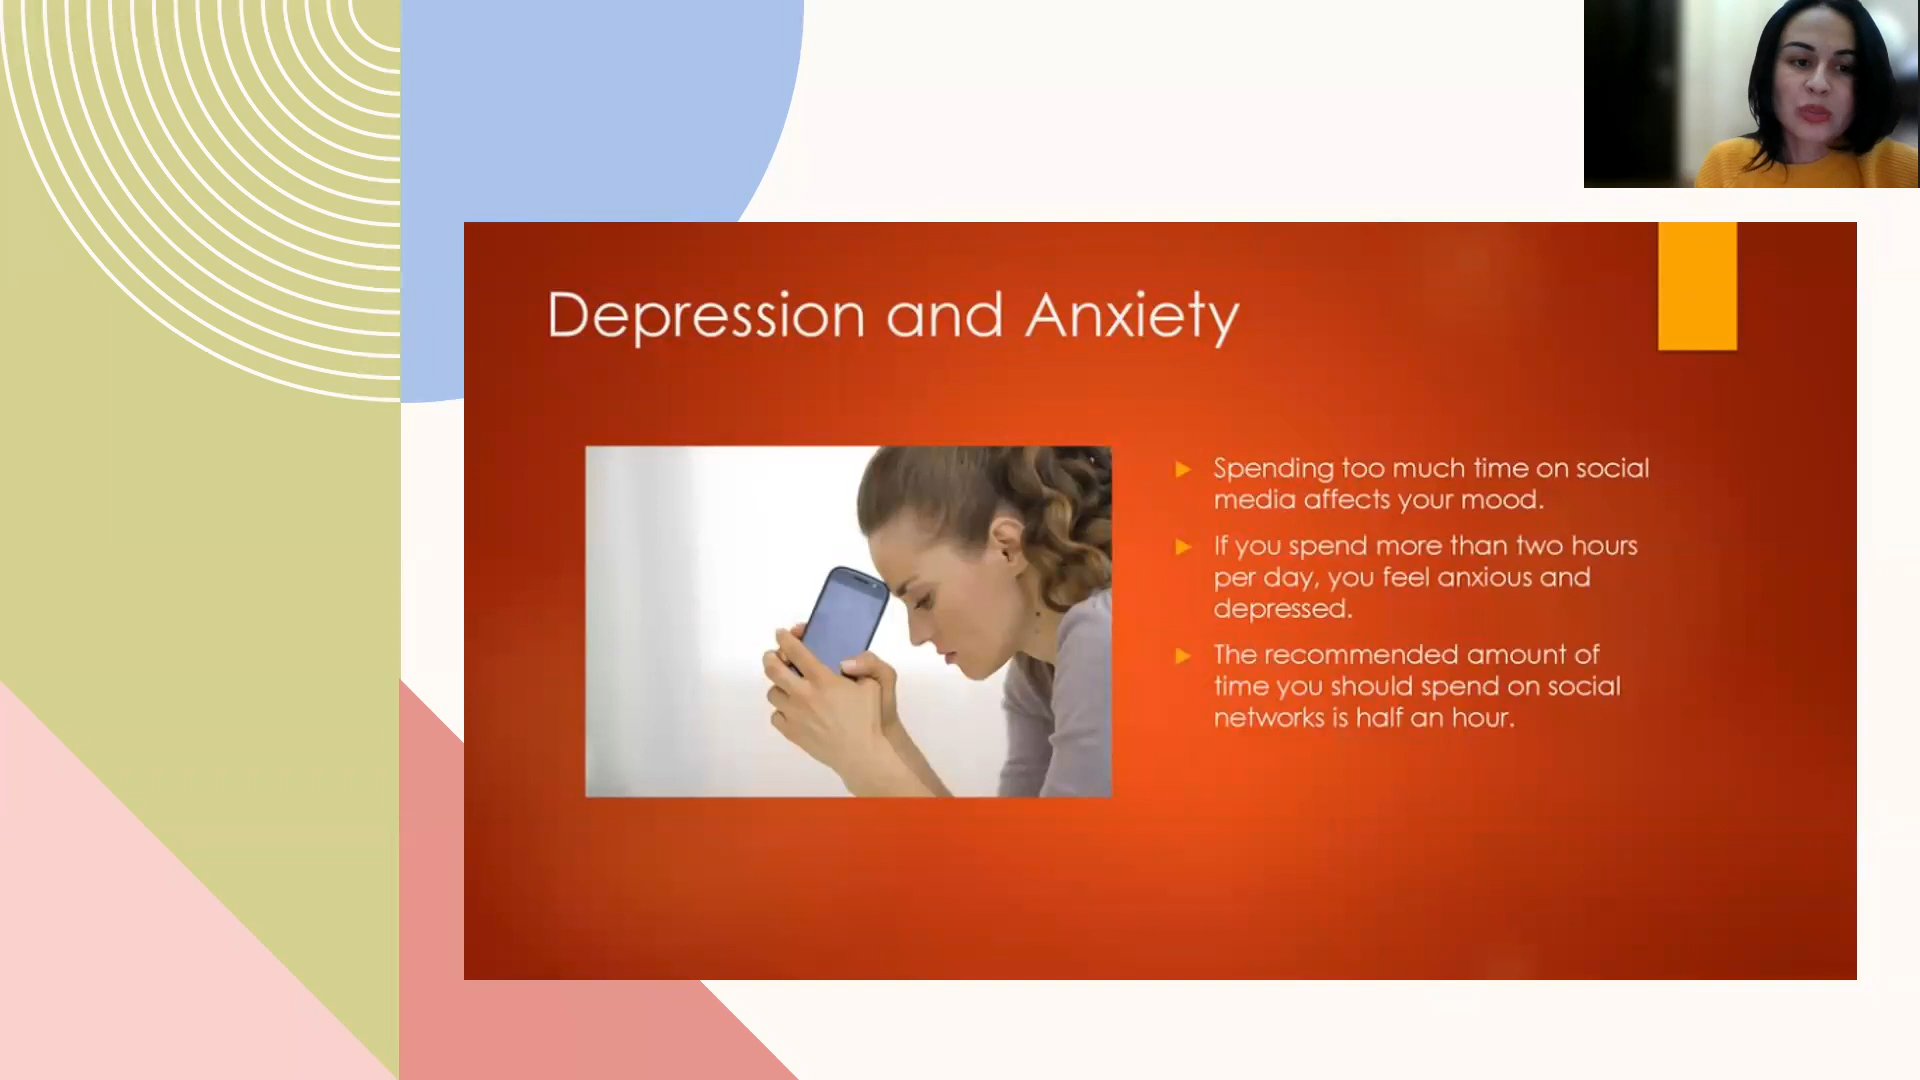 Depression and Anxiety
Spending too much time on social
media affects your mood.
If you spend more than two hours
per day, you feel anxious and
depressed.
The recommended amount of
time you should spend on social
networks is half an hour.